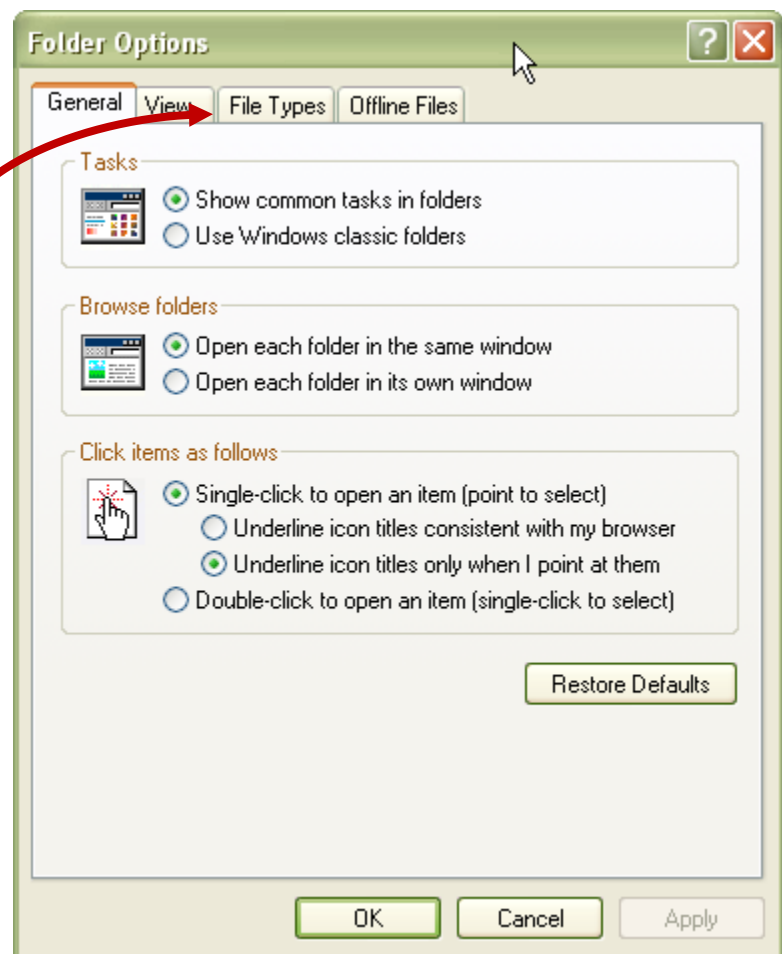 Folder Options
General View File Types Offline Files
Tasks
Show common tasks in folders
Use Windows classic folders
Browse folders
Open each folder in the same window
Open each folder in its own window
Click items as follows
Single-click to open an item (point to select)
Underline icon titles consistent with my browser
Underline icon titles only when I point at them
Double-click to open an item (single-click to select)
Restore Defaults
OK Cancel Apply